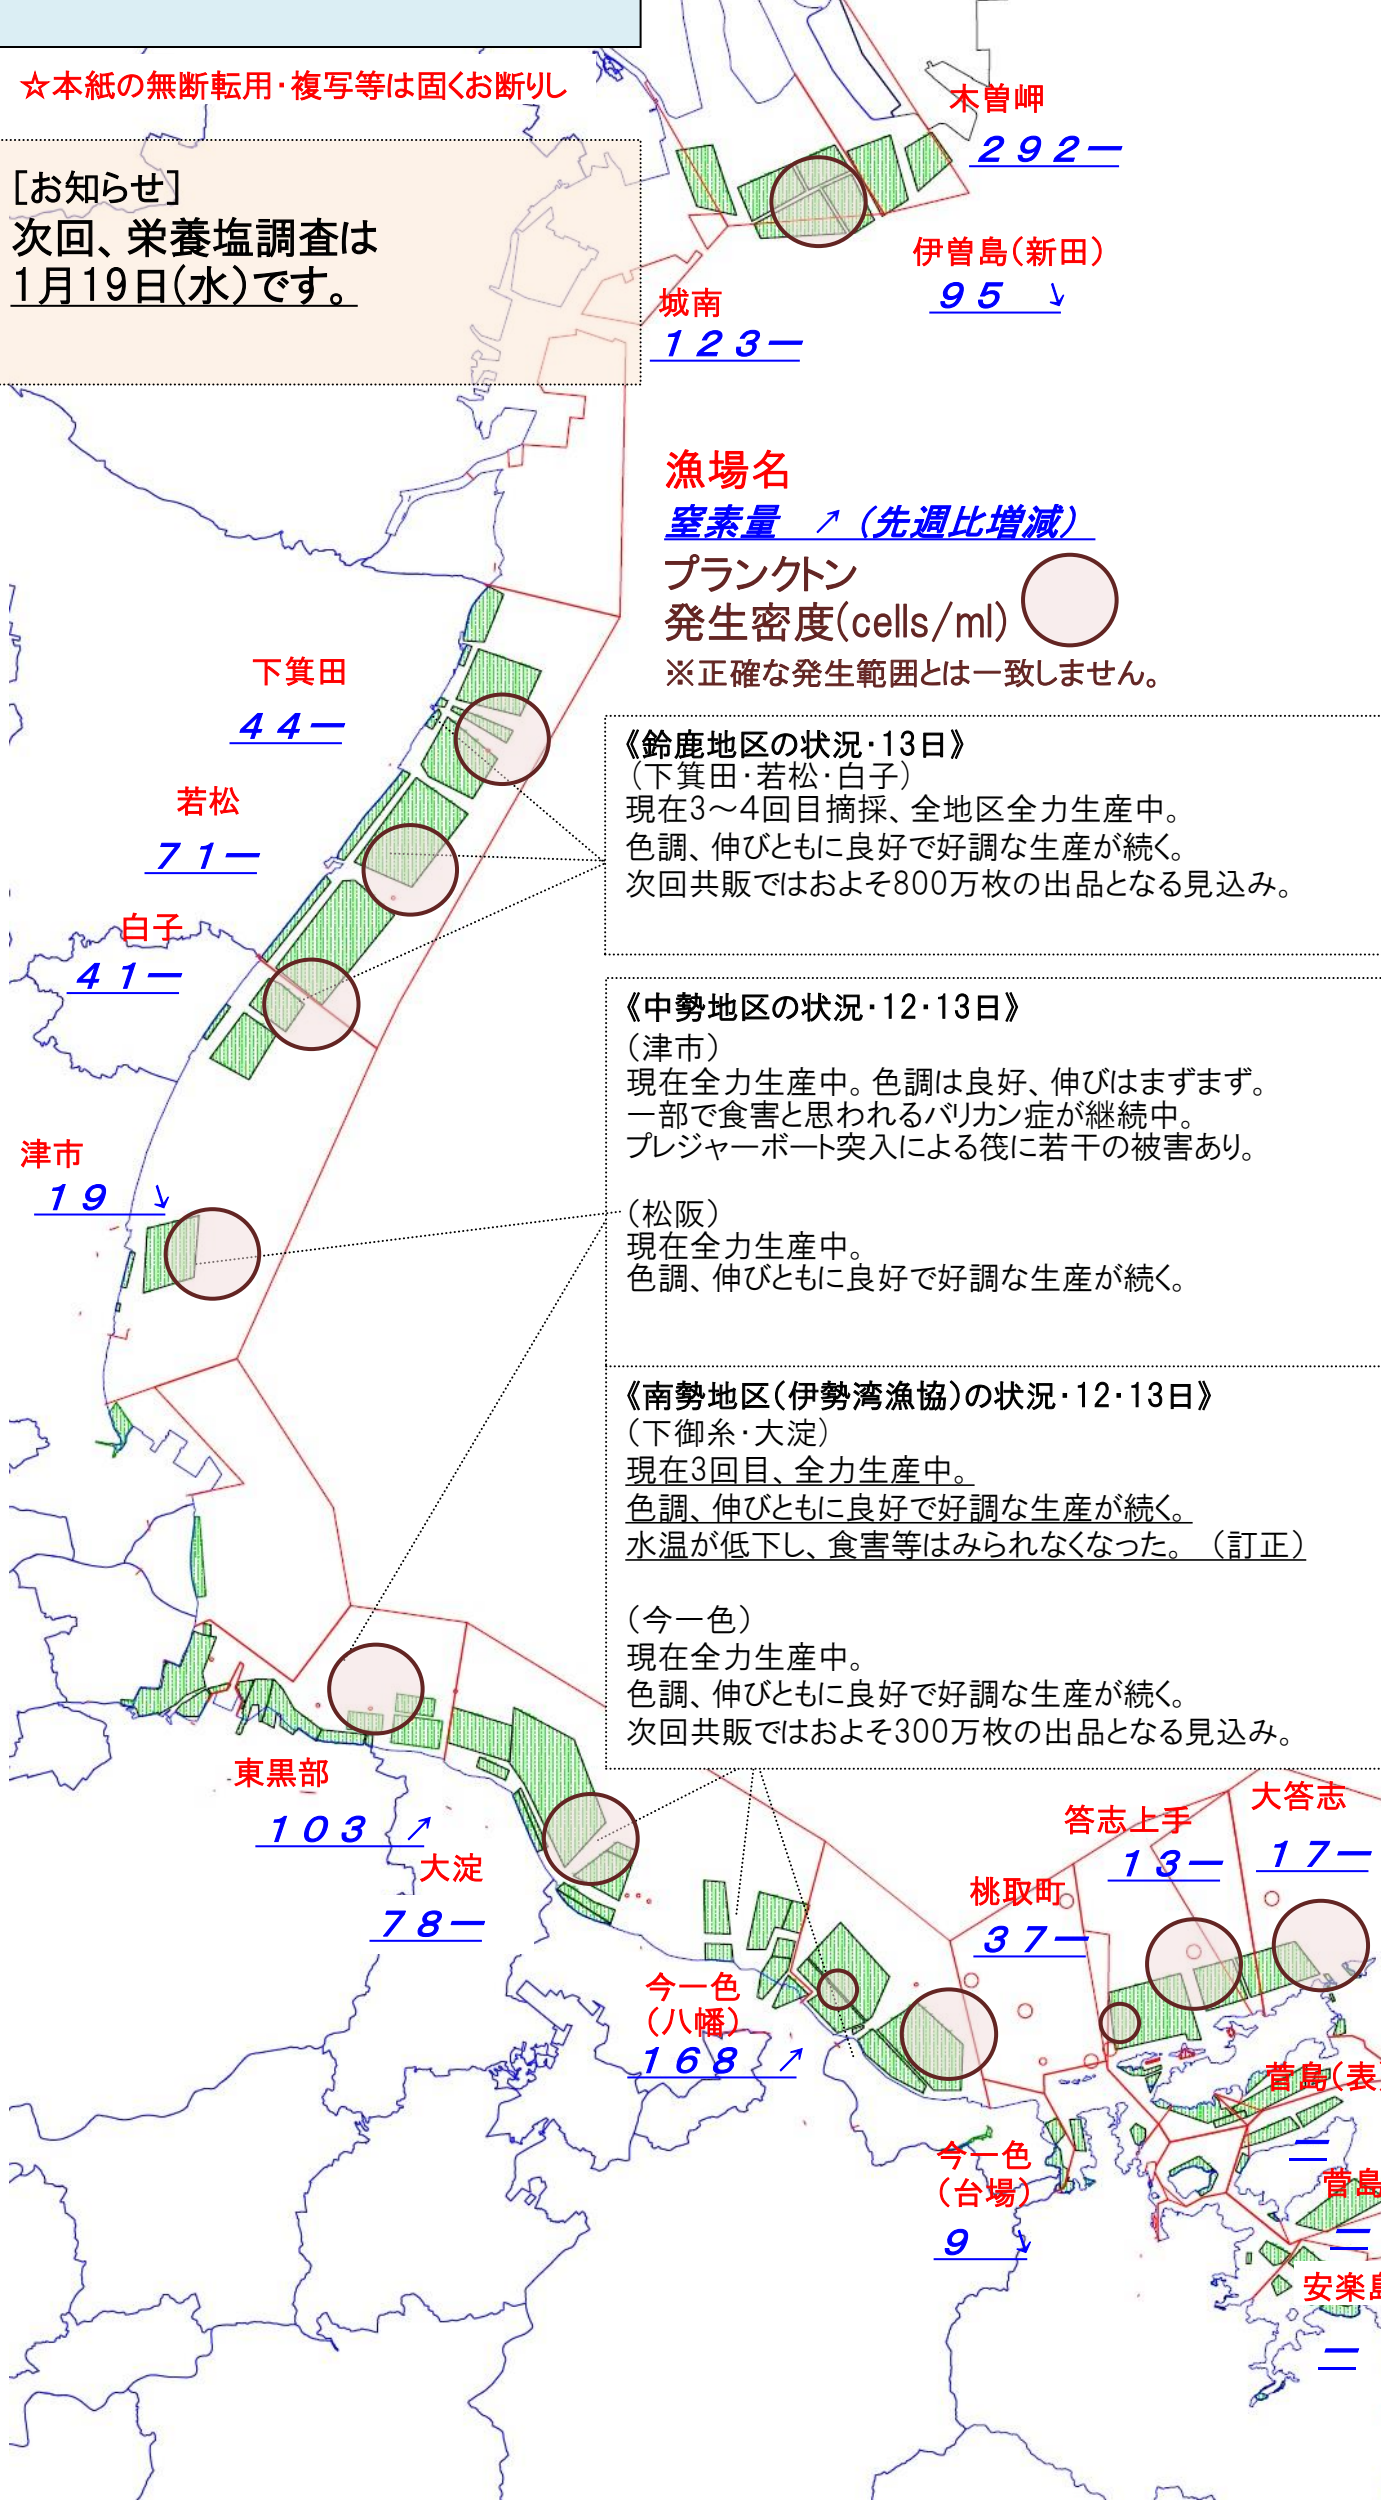 ☆本紙の無断転用・複写等は固くお断りし
[お知らせ]
次回、栄養塩調査は
1月19日(水)です。
木曽岬
292ー
伊曽島(新田)
95 ↘
城南
123ー
漁場名
窒素量 ↗(先週比増減)
プランクトン
発生密度(cells/ml)
※正確な発生範囲とは一致しません。
下箕田
44ー
若松
71ー
白子
41ー
津市
19 ↘
《鈴鹿地区の状況・13日》
(下箕田・若松・白子)
現在3～4回目摘採、全地区全力生産中。
色調、伸びともに良好で好調な生産が続く。
次回共販ではおよそ800万枚の出品となる見込み。
《中勢地区の状況・12・13日》
(津市)
現在全力生産中。色調は良好、伸びはまずまず。
一部で食害と思われるバリカン症が継続中。
プレジャーボート突入による筏に若干の被害あり。
(松阪)
現在全力生産中。
色調、伸びともに良好で好調な生産が続く。
《南勢地区(伊勢湾漁協)の状況・12・13日》
(下御糸・大淀)
現在3回目、全力生産中。
色調、伸びともに良好で好調な生産が続く。
水温が低下し、食害等はみられなくなった。 (訂正)
(今一色)
現在全力生産中。
色調、伸びともに良好で好調な生産が続く。
次回共販ではおよそ300万枚の出品となる見込み。
東黒部
103 ↗
大淀
78ー
今一色
(八幡)
168 ↗
桃取町
37ー
答志上手
13ー
大答志
17ー
今一色
(台場)
9 ↘
菅島(表
ー
菅島
ー
安楽島
ー